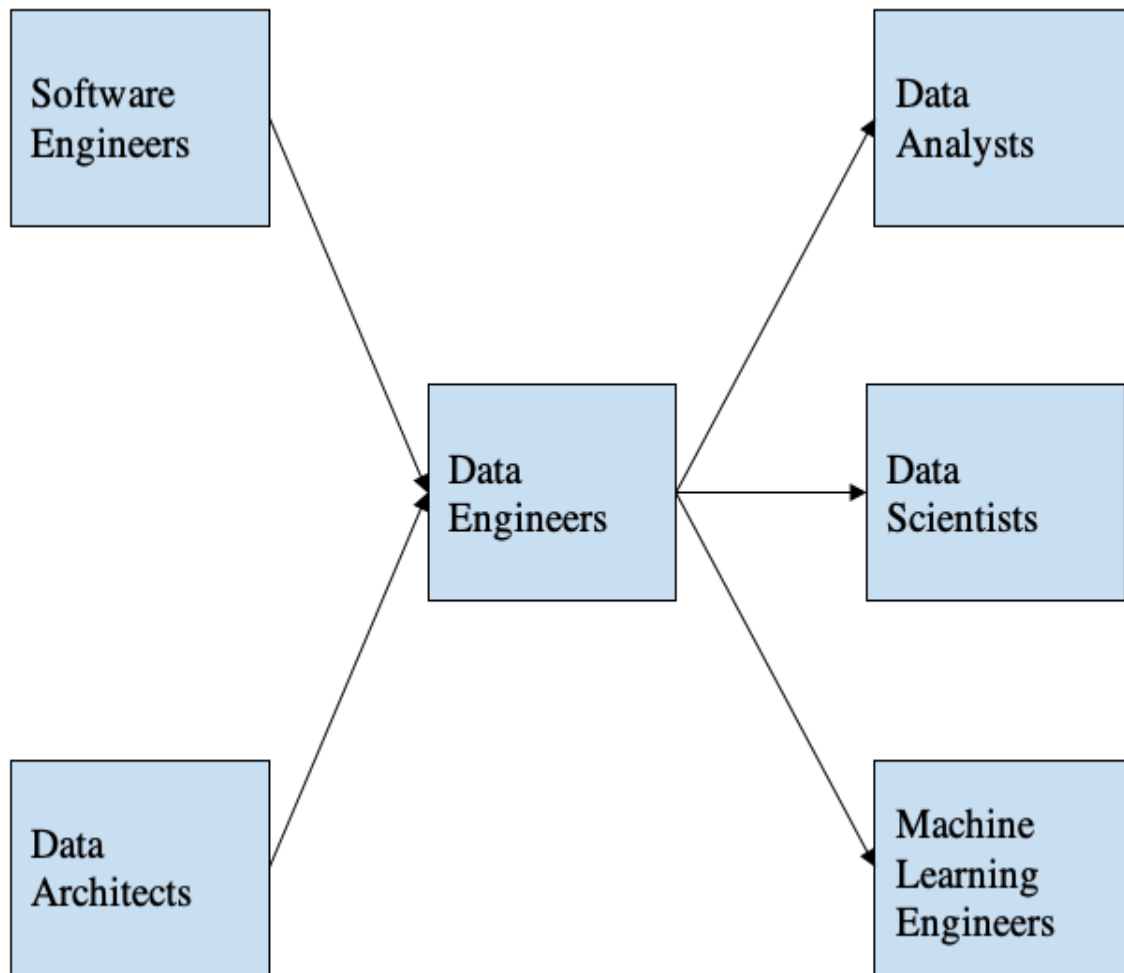 Software
Engineers
Data
Analysts
Data
Engineers
Data
Scientists
Data
Architects
Machine
Learning
Engineers